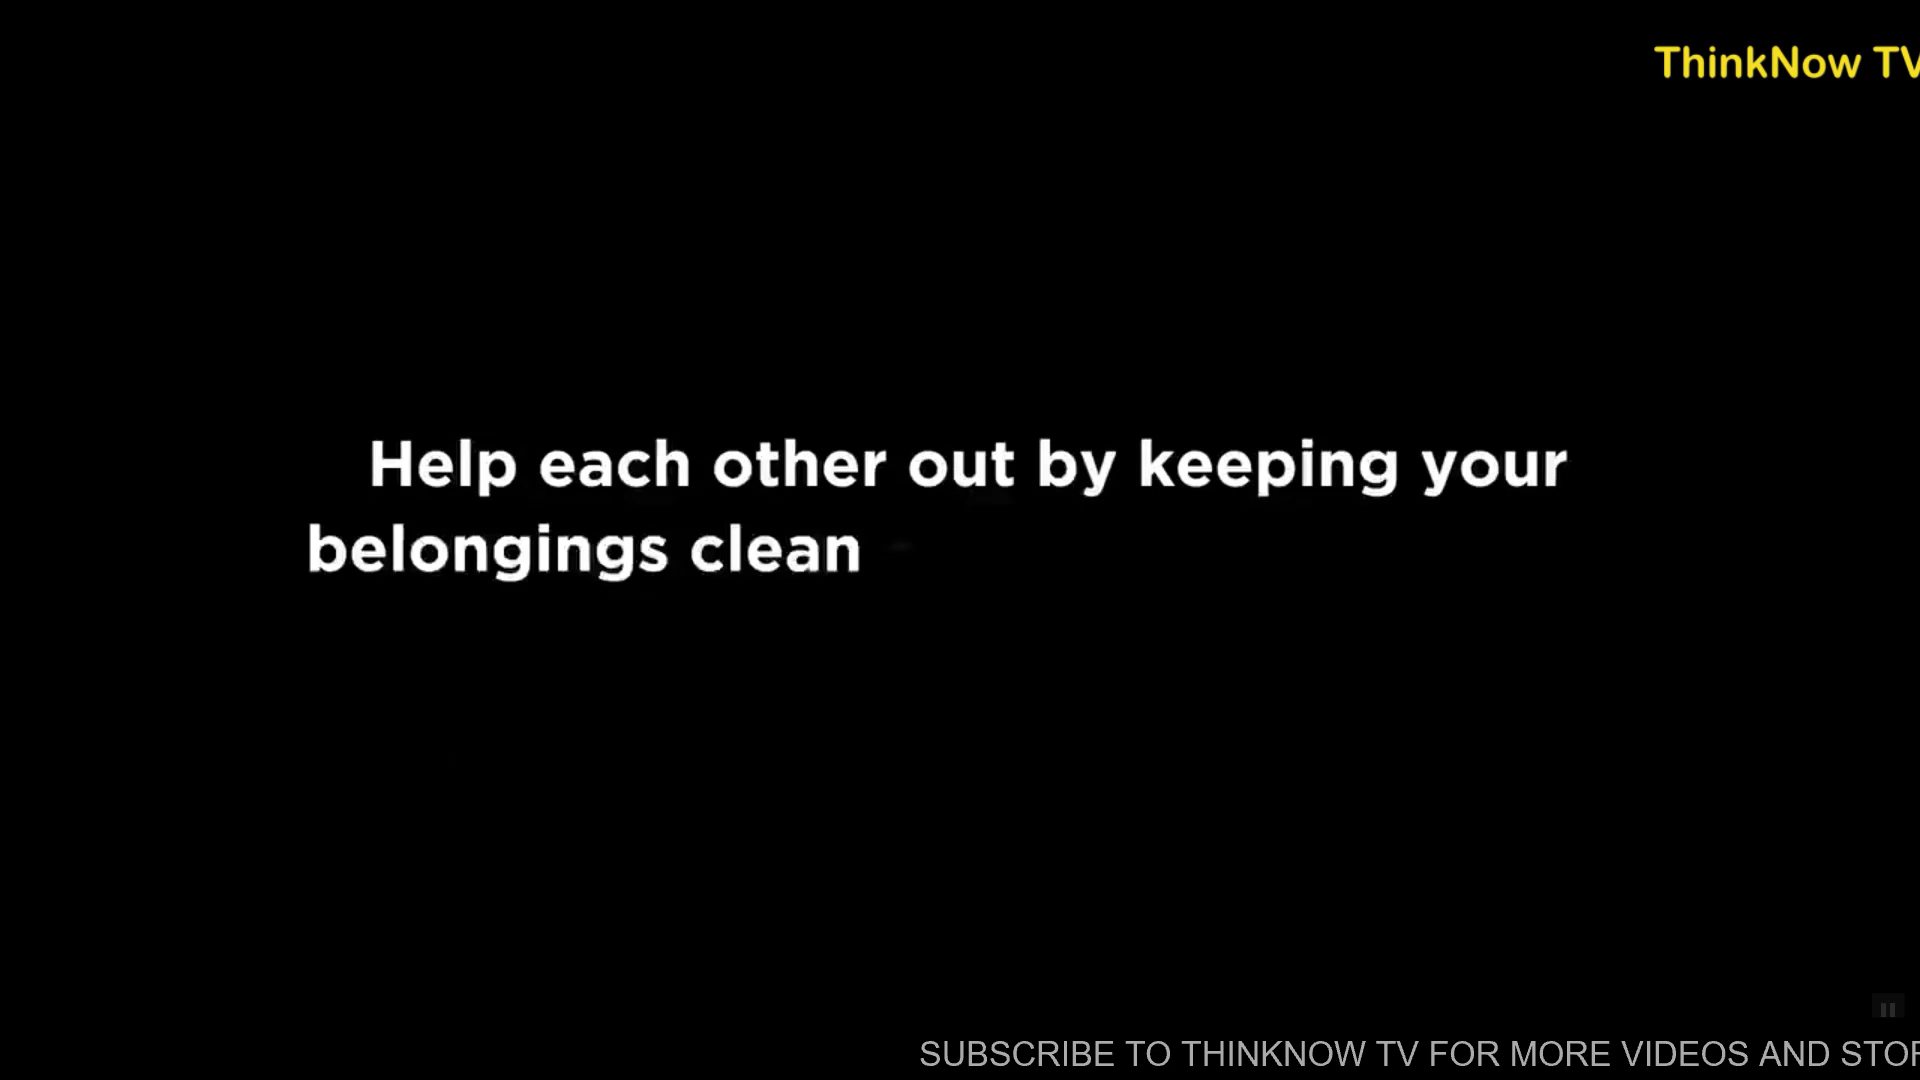 ThinkNow TV
Help each other out by keeping your
belongings clean
SUBSCRIBE TO THINKNOW TV FOR MORE VIDEOS AND